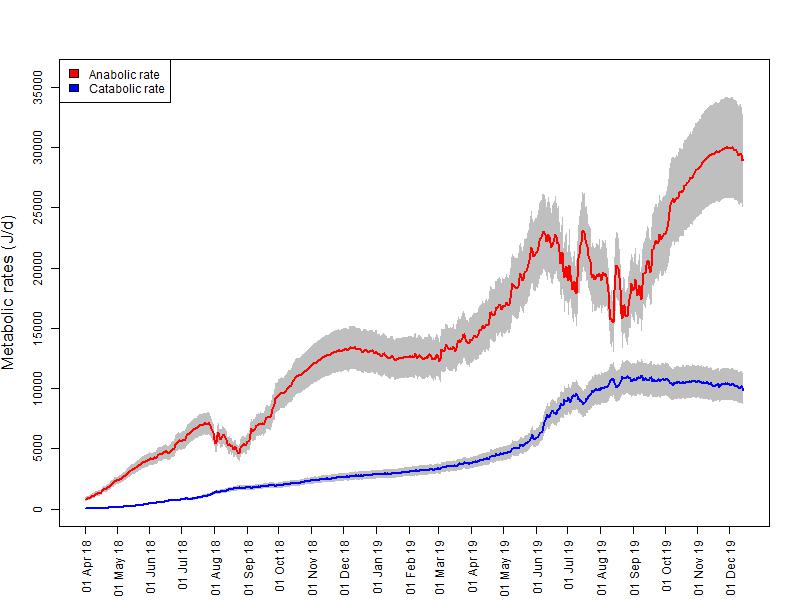 Anabolic rate
Catabolic rate
Metabolic rates (J/d)
35000
30000
25000
20000
15000
10000
5000
0
01 Apr 18
01 May 18
01 Jun 18
01 Jul 18
01 Aug 18
01 Sep 18
01 Oct 18
01 Nov 18
01 Dec 18
01 Jan 19
01 Feb 19
01 Mar 19
01 Apr 19
01 May 19
01 Jun 19
01 Jul 19
01 Aug 19
01 Sep 19
01 Oct 19
01 Nov 19
01 Dec 19